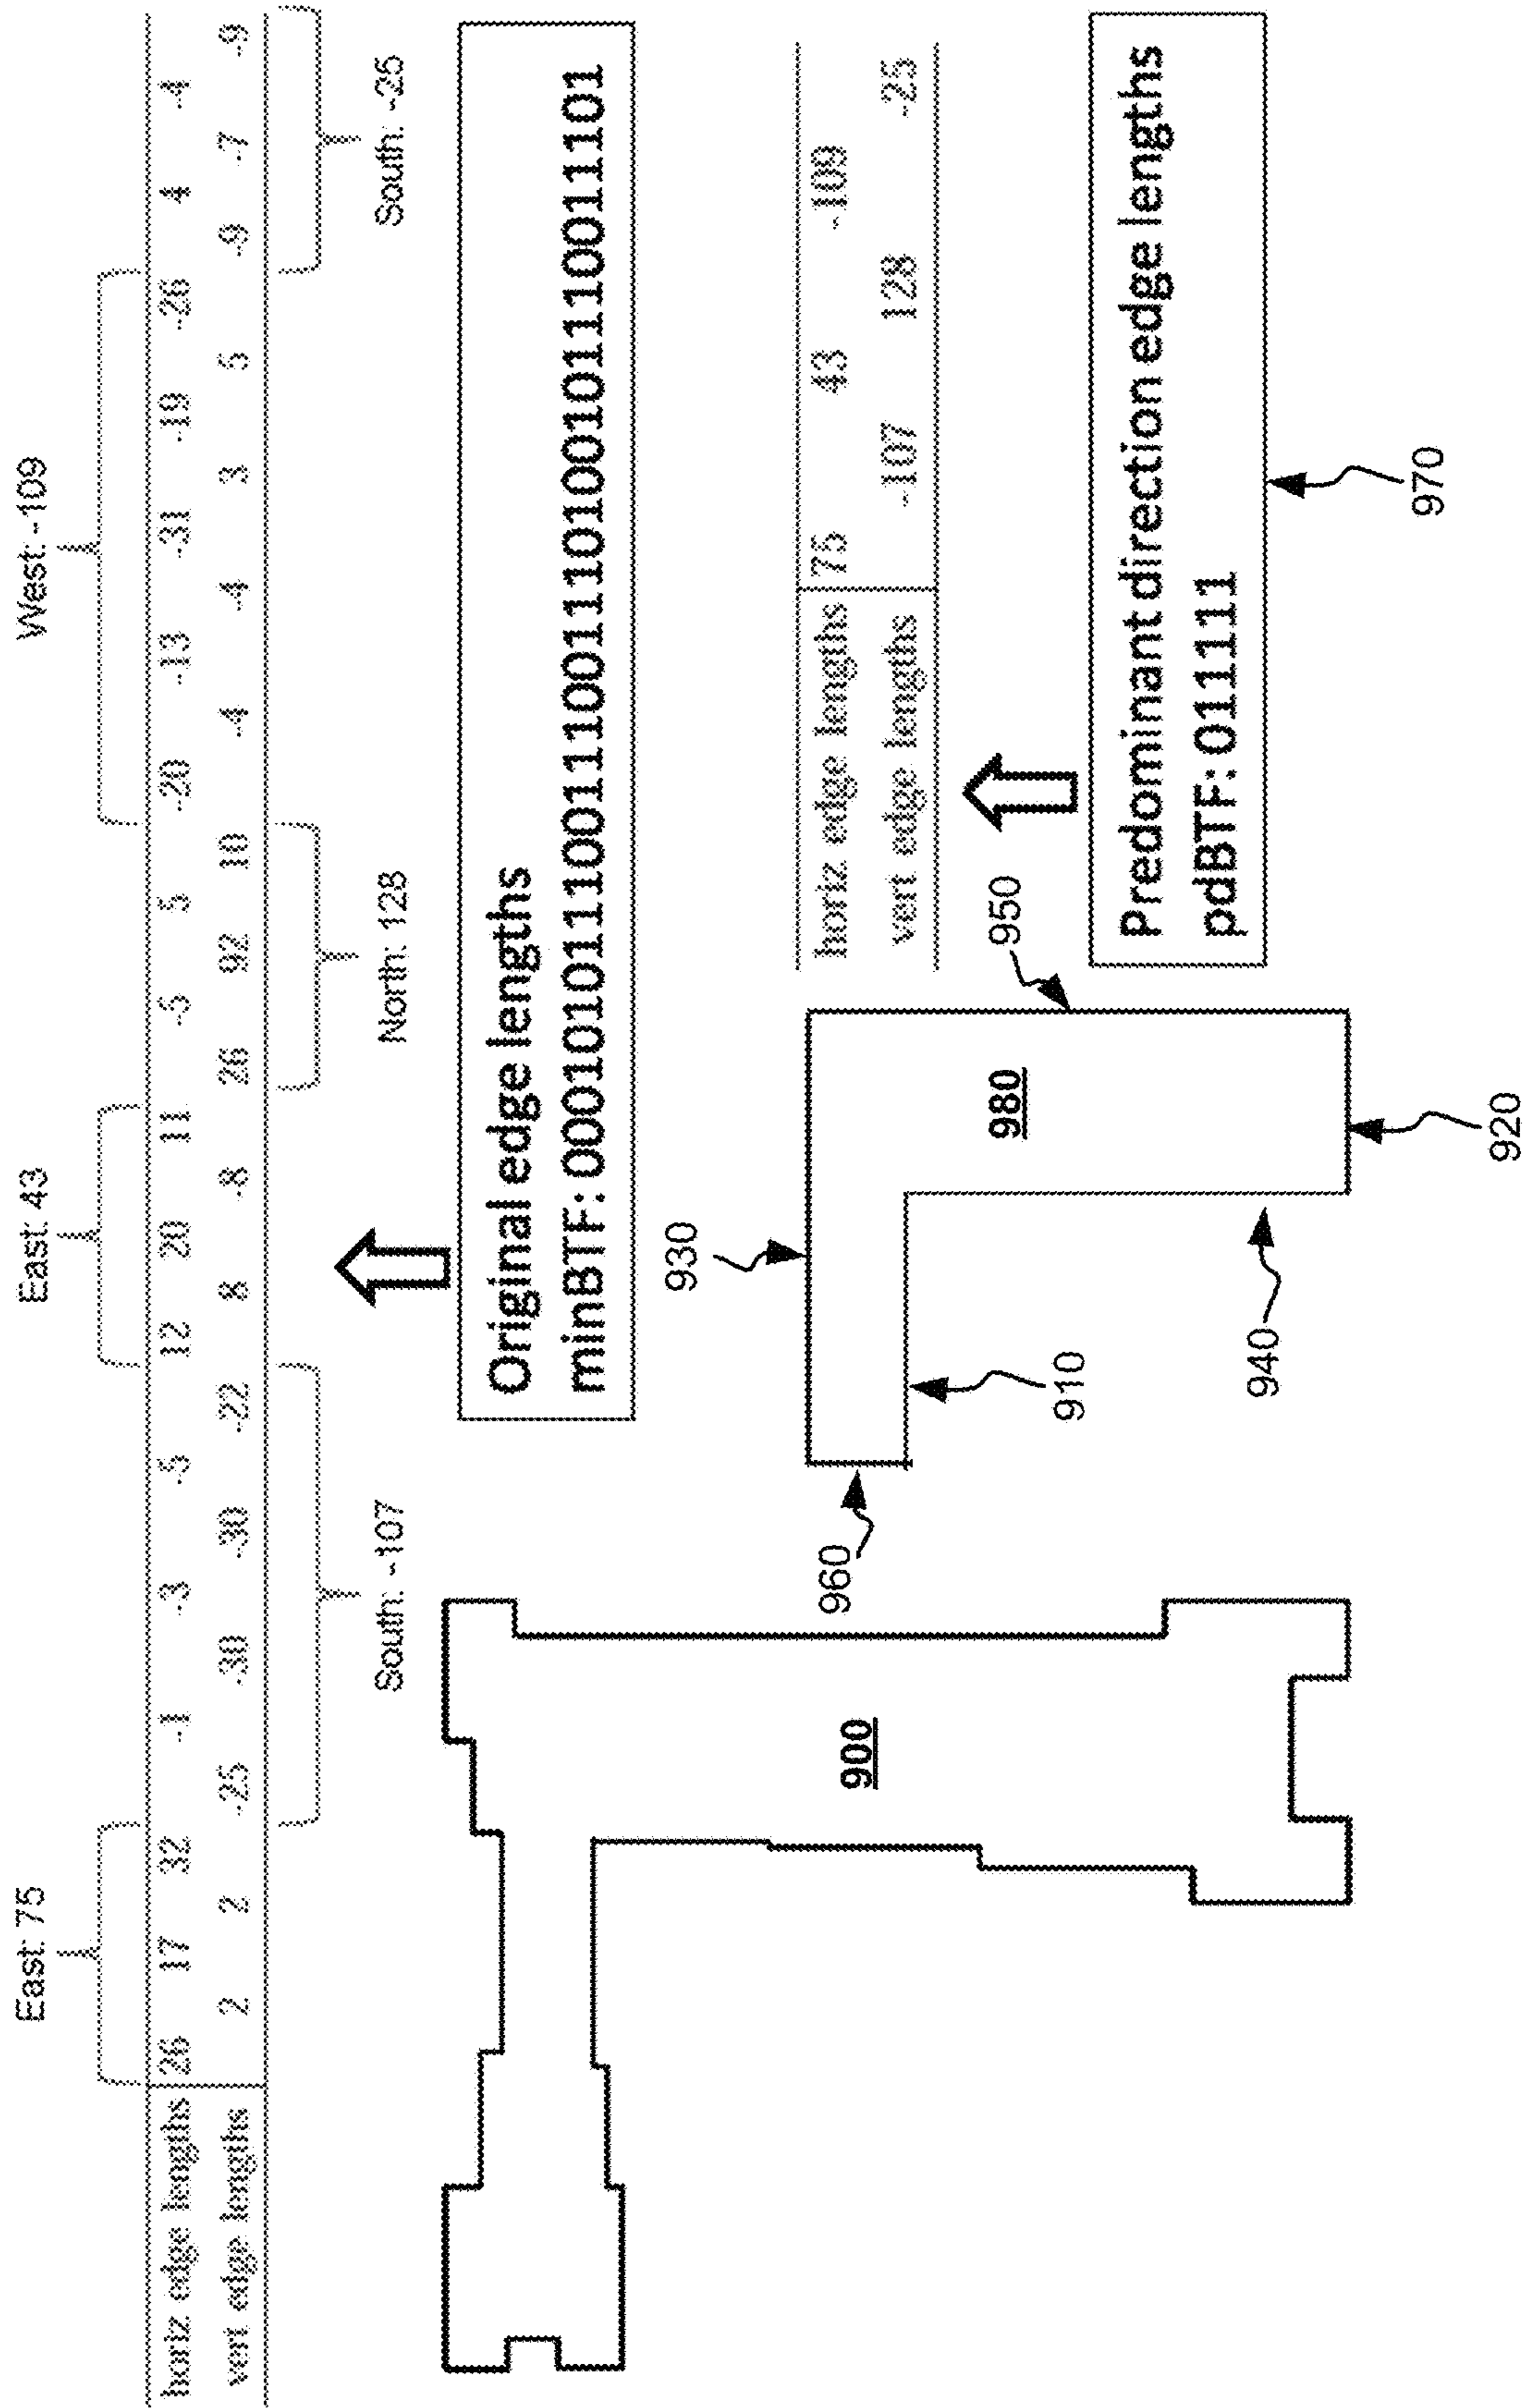 East: 75 East: 43 West: -109
horiz edge lengths 26 17 32 -1 -3 -5 12 20 11 -5 5 -20 -13 -31 -19 -26 4 -4
vert edge lengths 2 2 -25 -30 -30 -22 8 -8 26 92 10 -4 -4 3 5 -9 -7 -9
South: -107 North: 128 South: -25
Original edge lengths
minBTF: 000101011100111001110100101110011101
900
960
910
930
940
980
920
950
horiz edge lengths 75 43 -109
vert edge lengths -107 128 -25
Predominant direction edge lengths
pdBTF: 011111
970